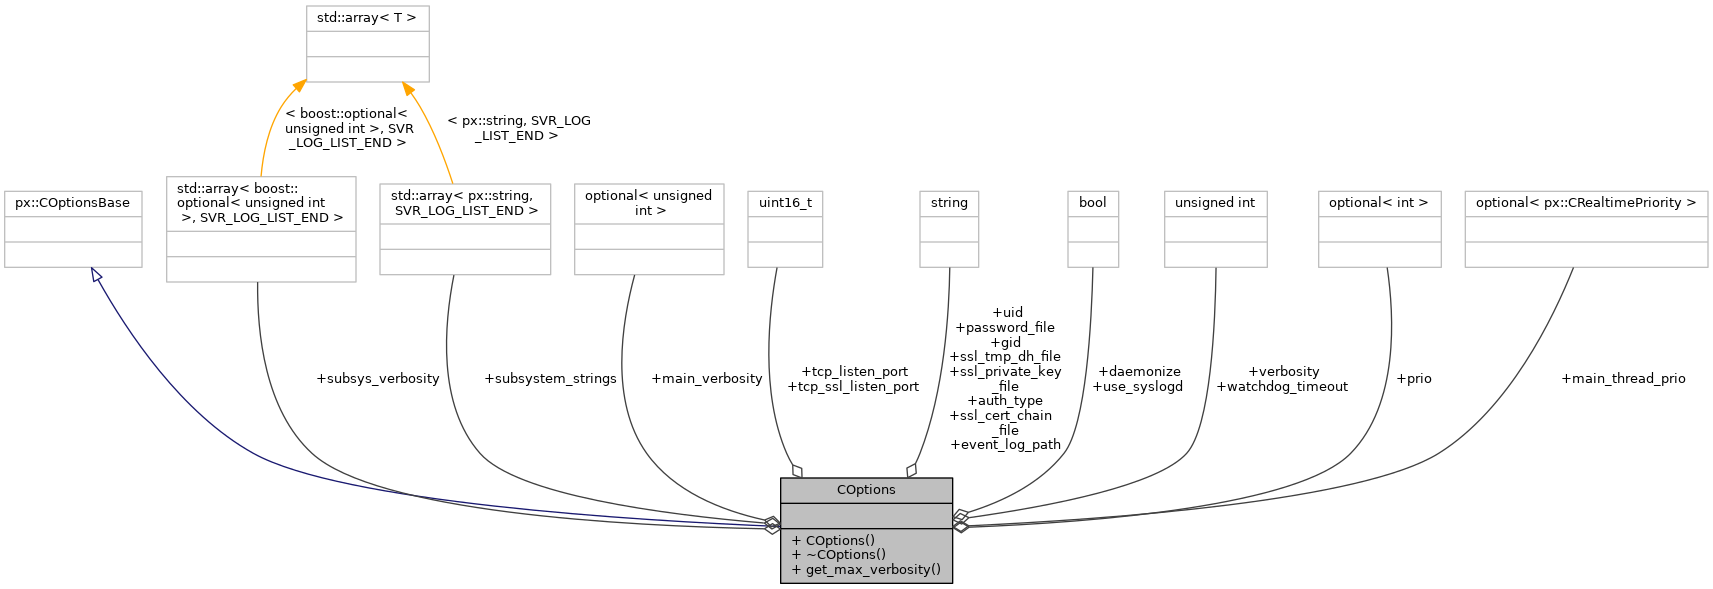 std::array< T >
< boost::optional<
unsigned int >, SVR
_LOG_LIST_END >
< px::string, SVR_LOG
_LIST_END >
px::COptionsBase
std::array< boost::
optional< unsigned int
>, SVR_LOG_LIST_END >
std::array< px::string,
SVR_LOG_LIST_END >
optional< unsigned
int >
uint16_t
string
bool
unsigned int
optional< int >
optional< px::CRealtimePriority >
+subsys_verbosity
+subsystem_strings
+main_verbosity
+tcp_listen_port
+tcp_ssl_listen_port
+uid
+password_file
+gid
+ssl_tmp_dh_file
+ssl_private_key
_file
+auth_type
+ssl_cert_chain
_file
+event_log_path
+daemonize
+use_syslogd
+verbosity
+watchdog_timeout
+prio
+main_thread_prio
COptions
+ COptions()
+ ~COptions()
+ get_max_verbosity()